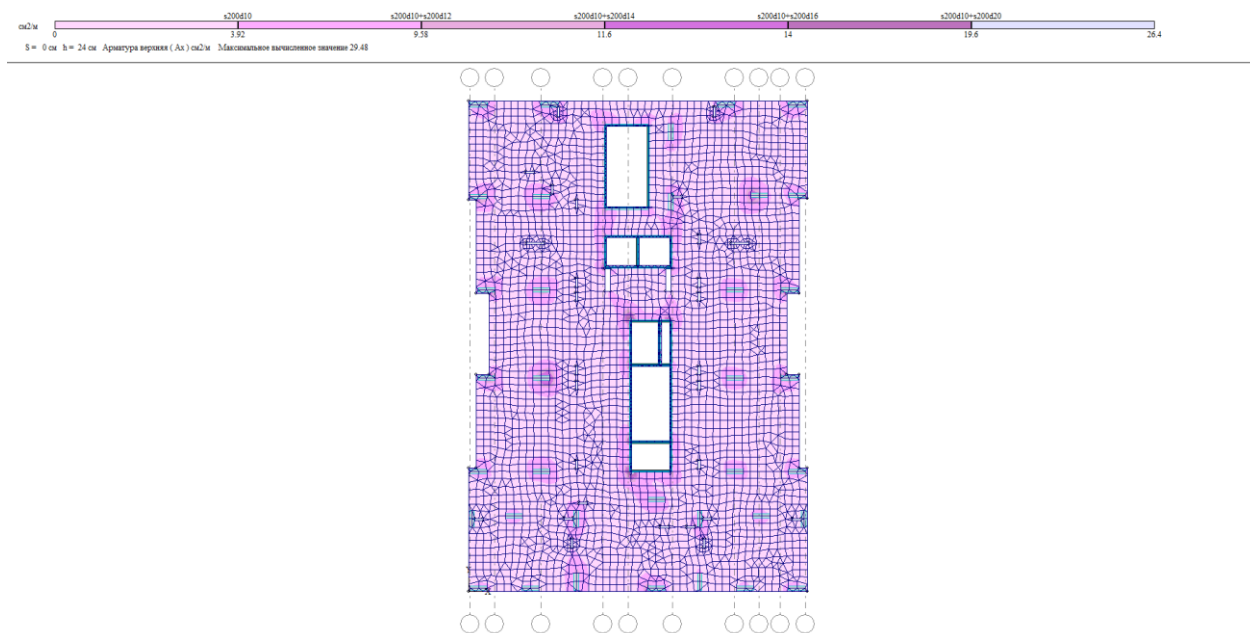 s200d10 s200d10+s200d12 s200d10+s200d14 s200d10+s200d16 s200d10+s200d20
см2/м
0 3.92 9.58 11.6 14 19.6 26.4
S = 0 см h = 24 см Арматура верхняя ( Ax ) см2/м Максимальное вычисленное значение 29.48
Y
X